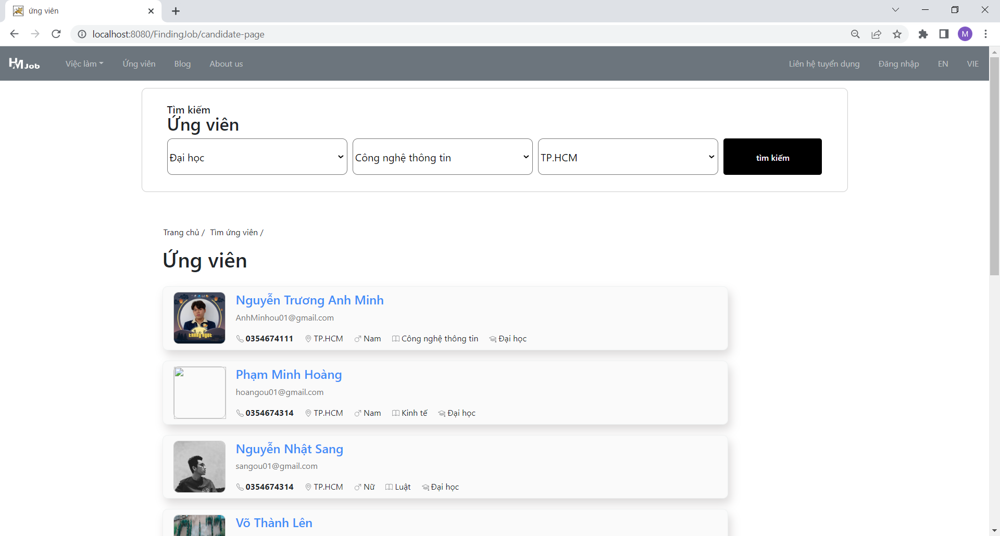 ứng viên
localhost:8080/FindingJob/candidate-page
M
HM Job
Việc làm
Ứng viên
Blog
About us
Liên hệ tuyển dụng
Đăng nhập
EN
VIE
Tìm kiếm
Ứng viên
Đại học
Công nghệ thông tin
TP.HCM
tìm kiếm
Trang chủ / Tìm ứng viên /
Ứng viên
Nguyễn Trương Anh Minh
AnhMinhou01@gmail.com
0354674111 TP.HCM Nam Công nghệ thông tin Đại học
Phạm Minh Hoàng
hoangou01@gmail.com
0354674314 TP.HCM Nam Kinh tế Đại học
Nguyễn Nhật Sang
sangou01@gmail.com
0354674314 TP.HCM Nữ Luật Đại học
Võ Thành Lên